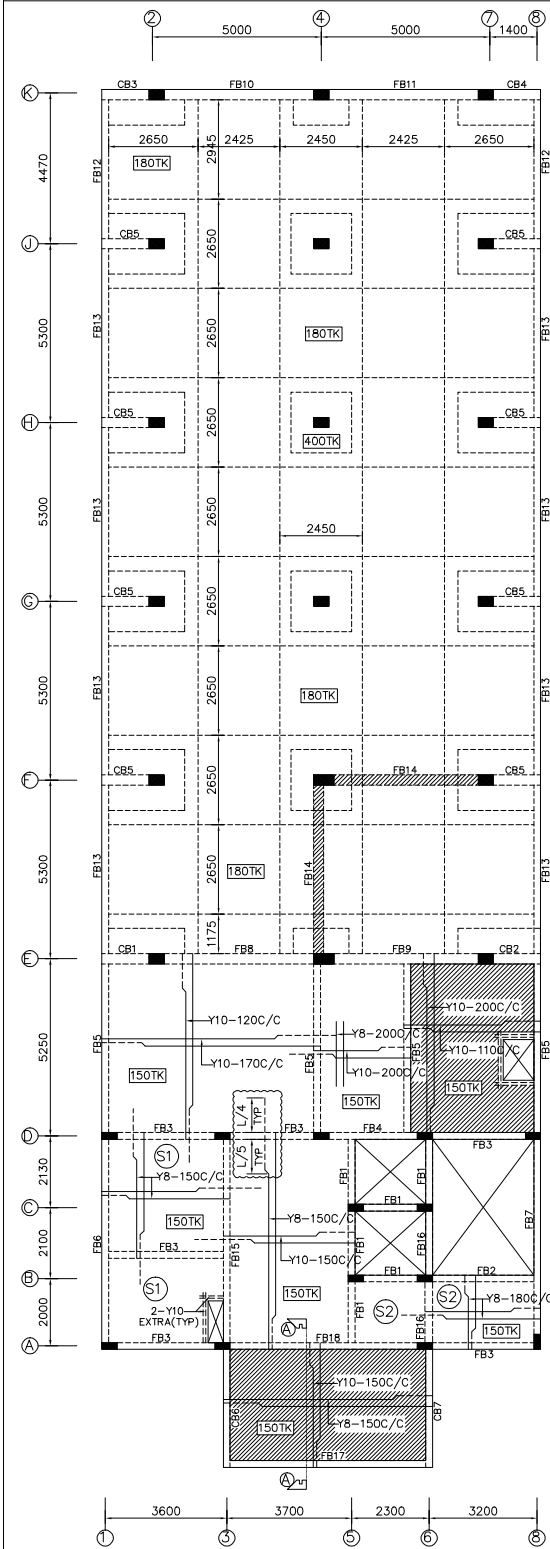 2 4 7 8
5000 5000 1400
K CB3 FB10 FB11 CB4
2650 2425 2450 2425 2650
4470 FB12 180TK 2945 FB12
J CB5 CB5
2650
5300 FB13 2650 180TK FB13
H CB5 CB5
2650 400TK
5300 FB13 2650 2450 FB13
G CB5 CB5
2650
5300 FB13 2650 180TK FB13
F CB5 FB14 CB5
2650
5300 FB13 2650 180TK FB14 FB13
1175
E CB1 FB8 FB9 CB2
Y10-120C/C Y8-200C/C Y10-200C/C
5250 FB5 Y10-170C/C FB5 Y10-200C/C FB5 Y10-110C/C FB5
150TK 150TK 150TK
L/4 TYP
D FB3 FB3 FB4 FB3
L/5 TYP
2130 S1 Y8-150C/C FB1 FB1
C FB1
2100 FB6 150TK FB3 FB15 Y8-150C/C Y10-150C/C FB1 FB16 FB7
B S1 150TK FB1 FB2
2000 2-Y10 EXTRA(TYP) FB1 S2 S2 Y8-180C/C
A FB16 150TK
FB3 A FB18 FB3
Y10-150C/C
CB6 Y8-150C/C CB7
150TK
FB17
A
3600 3700 2300 3200
1 3 5 6 8